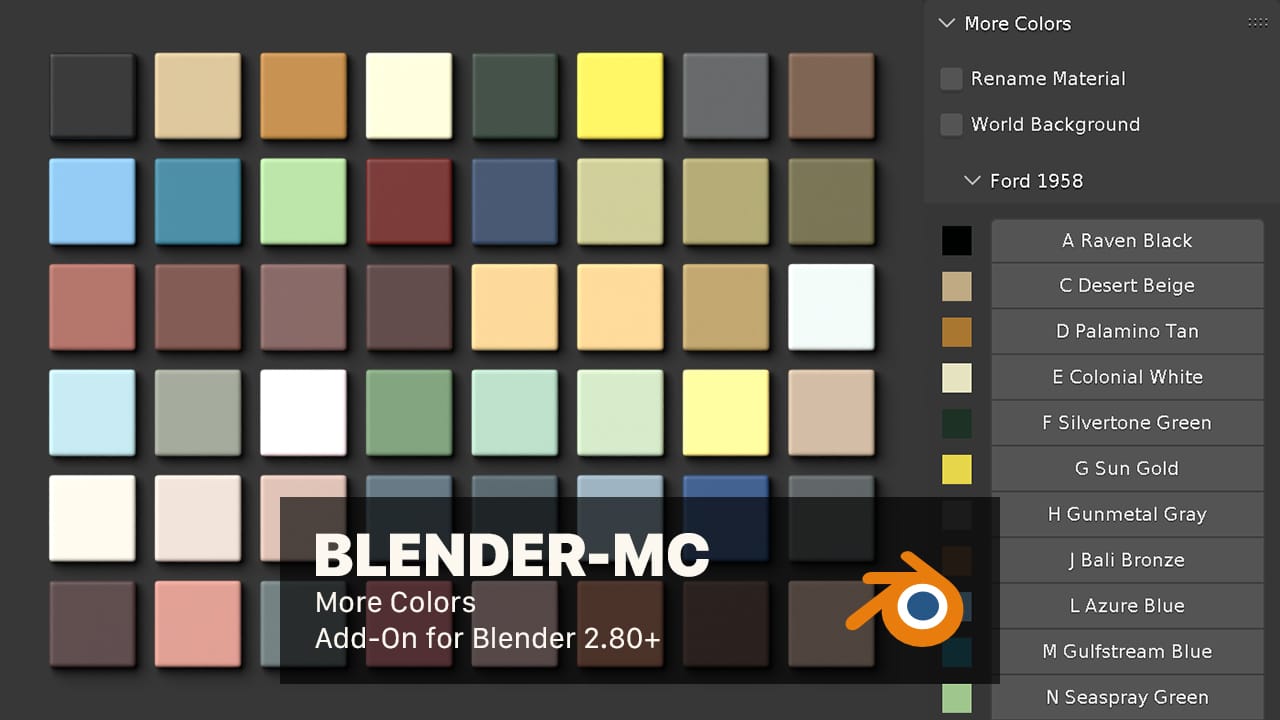 More Colors
Rename Material
World Background
Ford 1958
A Raven Black
C Desert Beige
D Palamino Tan
E Colonial White
F Silvertone Green
G Sun Gold
H Gunmetal Gray
J Bali Bronze
L Azure Blue
M Gulfstream Blue
N Seaspray Green
BLENDER-MC
More Colors
Add-On for Blender 2.80+